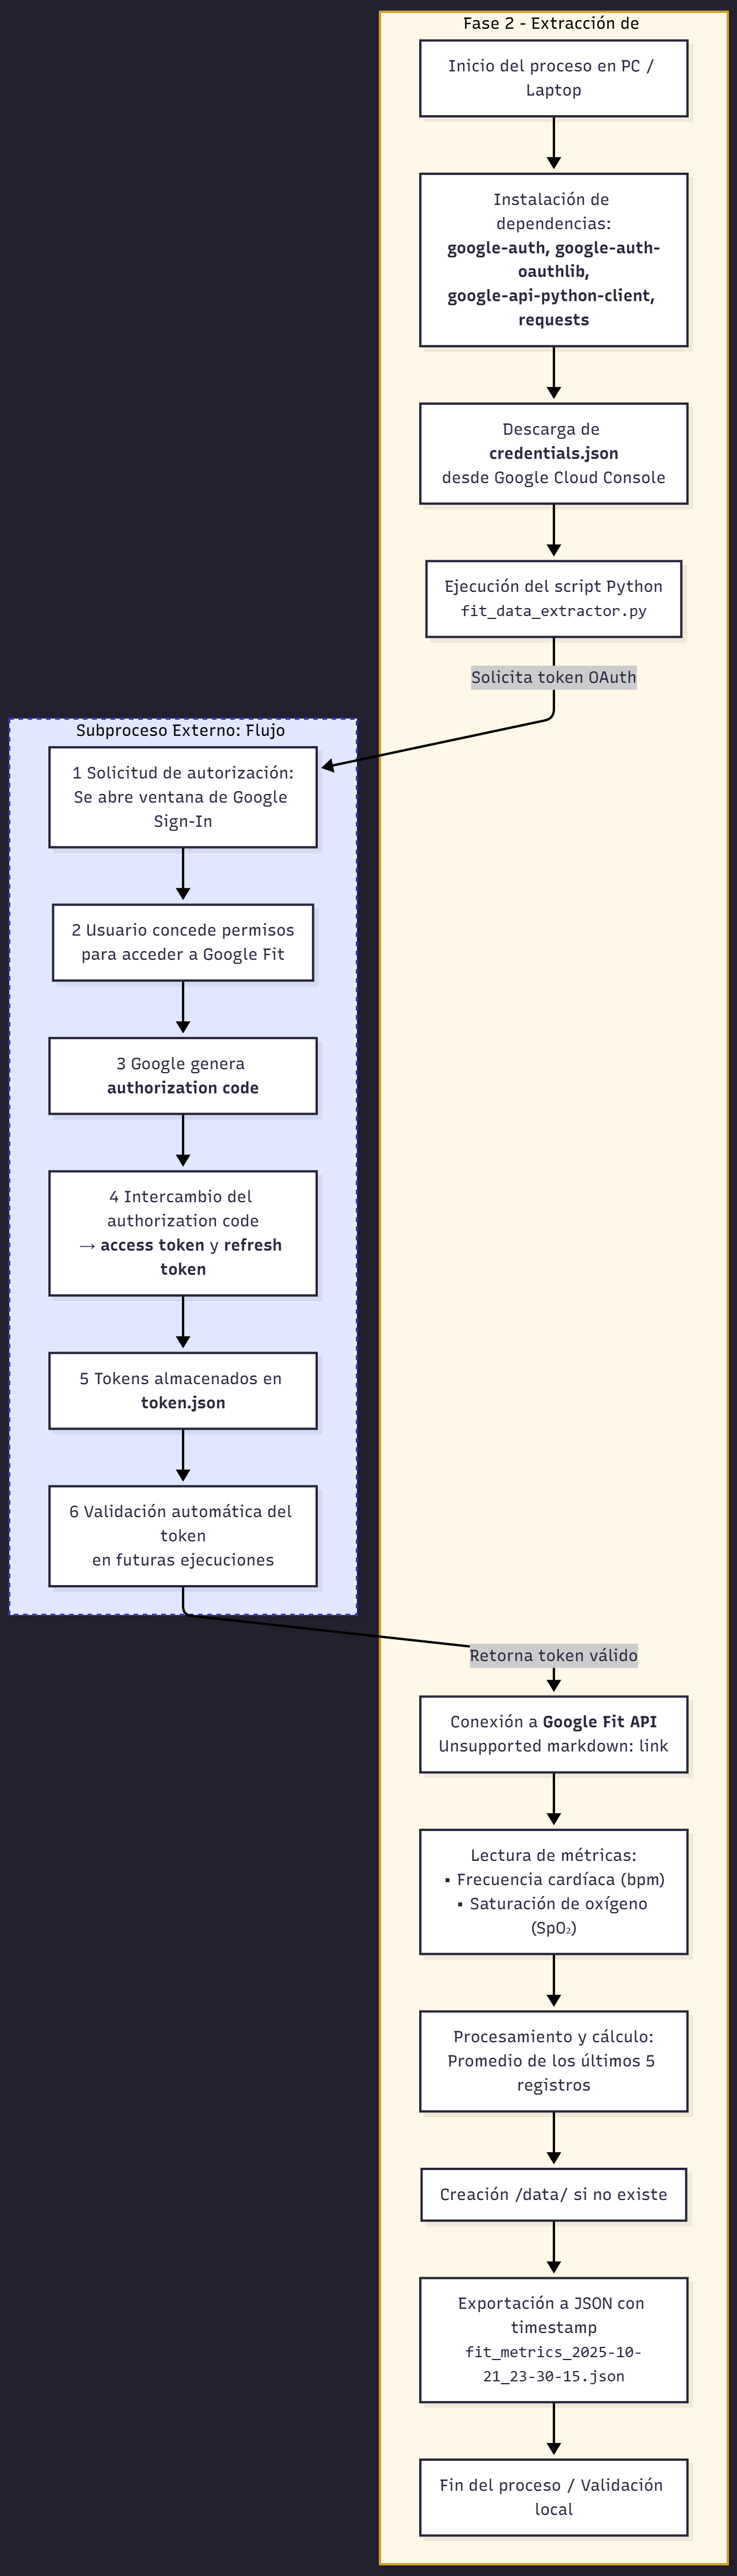 Fase 2 - Extracción de
Inicio del proceso en PC /
Laptop
Instalación de
dependencias:
google-auth, google-auth-
oauthlib,
google-api-python-client,
requests
Descarga de
credentials.json
desde Google Cloud Console
Ejecución del script Python
fit_data_extractor.py
Solicita token OAuth
Subproceso Externo: Flujo
1 Solicitud de autorización:
Se abre ventana de Google
Sign-In
2 Usuario concede permisos
para acceder a Google Fit
3 Google genera
authorization code
4 Intercambio del
authorization code
→ access token y refresh
token
5 Tokens almacenados en
token.json
6 Validación automática del
token
en futuras ejecuciones
Retorna token válido
Conexión a Google Fit API
Unsupported markdown: link
Lectura de métricas:
▪ Frecuencia cardíaca (bpm)
▪ Saturación de oxígeno
(SpO₂)
Procesamiento y cálculo:
Promedio de los últimos 5
registros
Creación /data/ si no existe
Exportación a JSON con
timestamp
fit_metrics_2025-10-
21_23-30-15.json
Fin del proceso / Validación
local